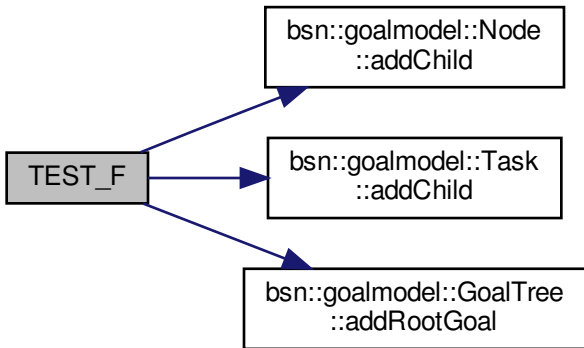 bsn::goalmodel::Node
::addChild
TEST_F
bsn::goalmodel::Task
::addChild
bsn::goalmodel::GoalTree
::addRootGoal